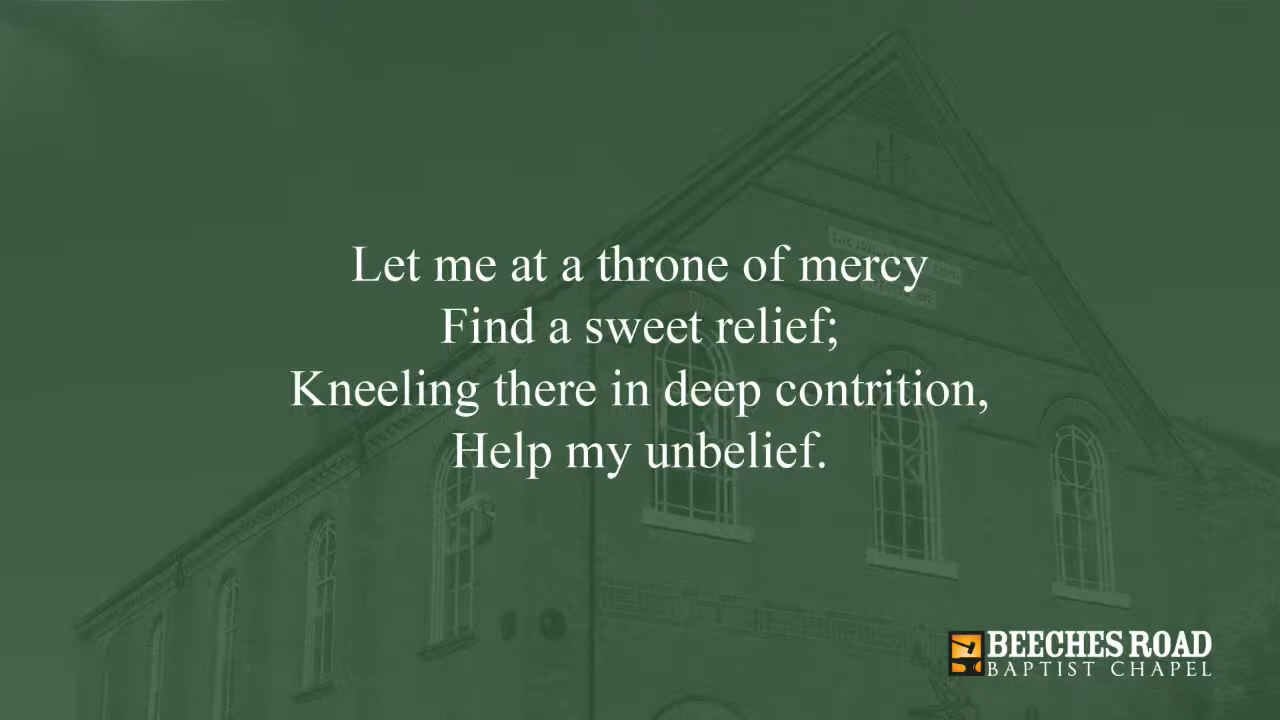 Let me at a throne of mercy
Find a sweet relief;
Kneeling there in deep contrition,
Help my unbelief.
BEECHES ROAD
BAPTIST CHAPEL